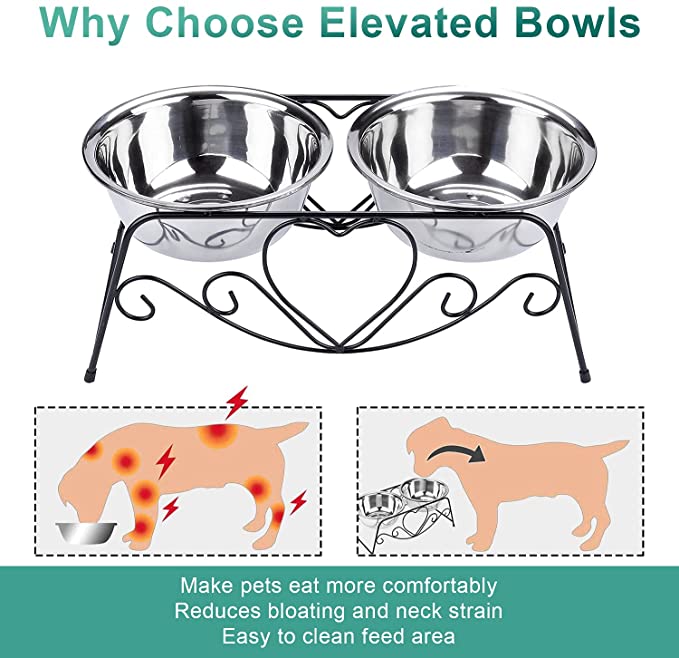 Why Choose Elevated Bowls
Make pets eat more comfortably
Reduces bloating and neck strain
Easy to clean feed area